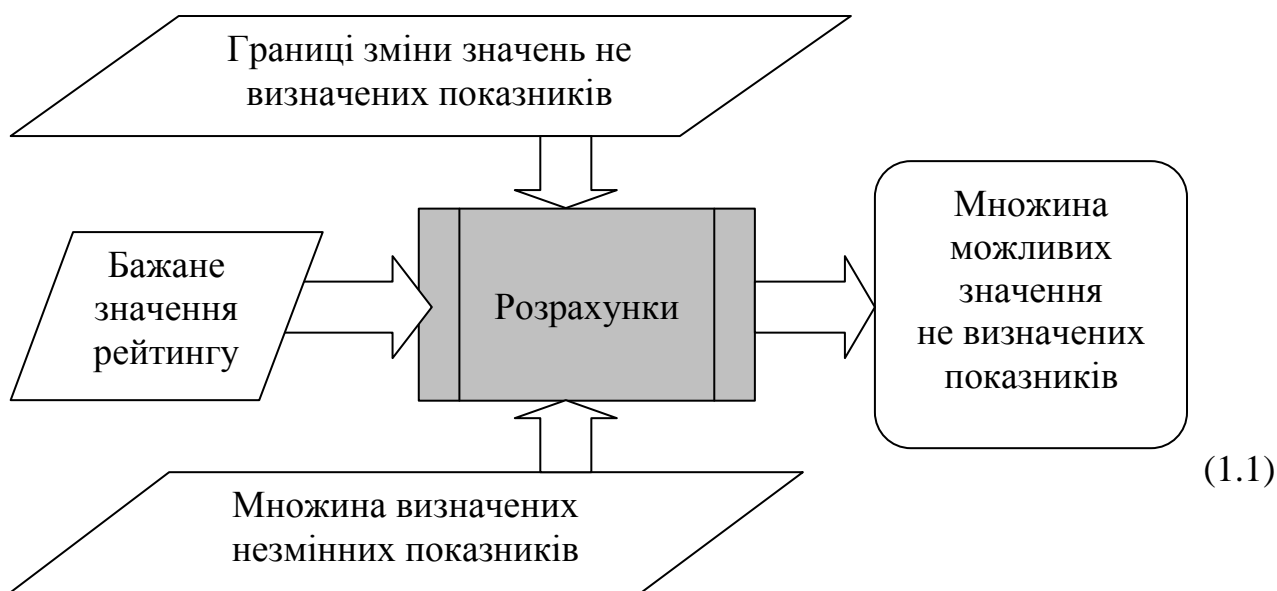 Границі зміни значень не
визначених показників
Бажане
значення
рейтингу
Розрахунки
Множина
можливих
значення
не визначених
показників
(1.1)
Множина визначених
незмінних показників